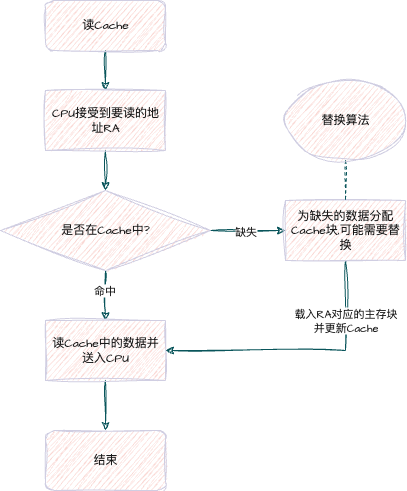 读Cache
CPU接受到要读的地
址RA
替换算法
是否在Cache中?
缺失
为缺失的数据分配
Cache块,可能需要替
换
命中
载入RA对应的主存块
并更新Cache
读Cache中的数据并
送入CPU
结束